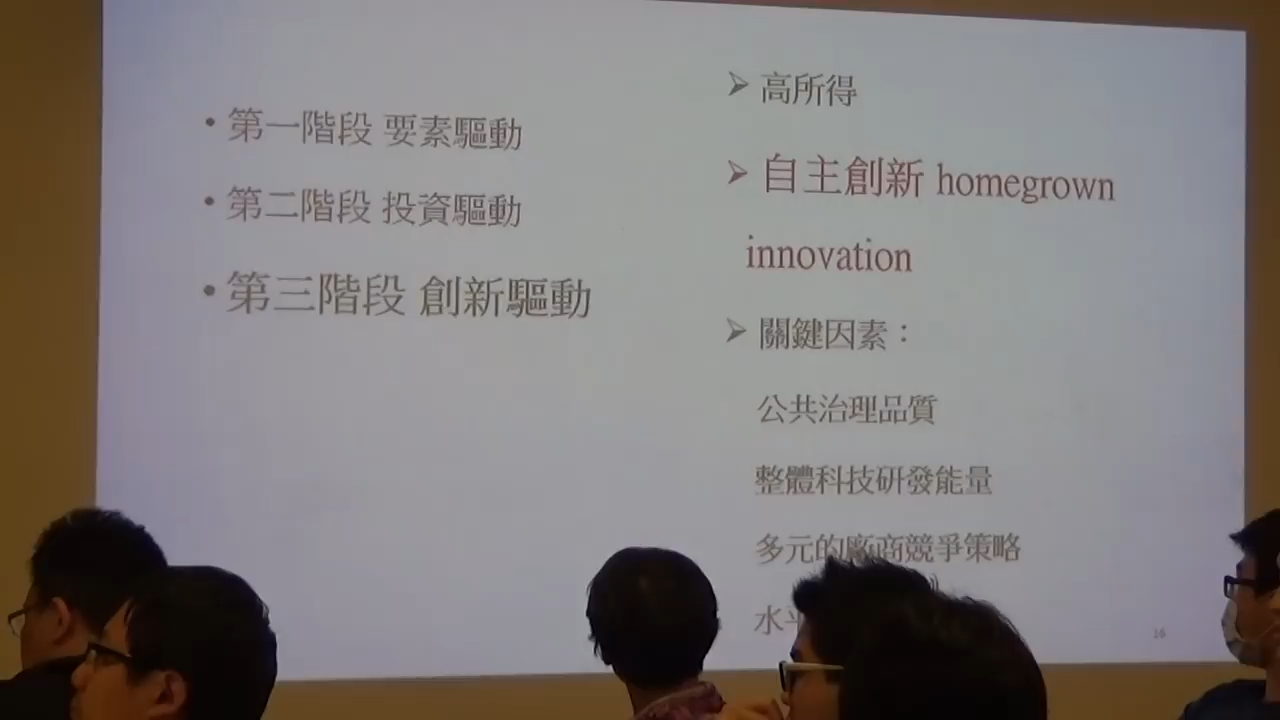 • 第一階段 要素驅動
• 第二階段 投資驅動
• 第三階段 創新驅動
➢ 高所得
➢ 自主創新 homegrown
innovation
➢ 關鍵因素：
公共治理品質
整體科技研發能量
多元的廠商競爭策略
水平
16